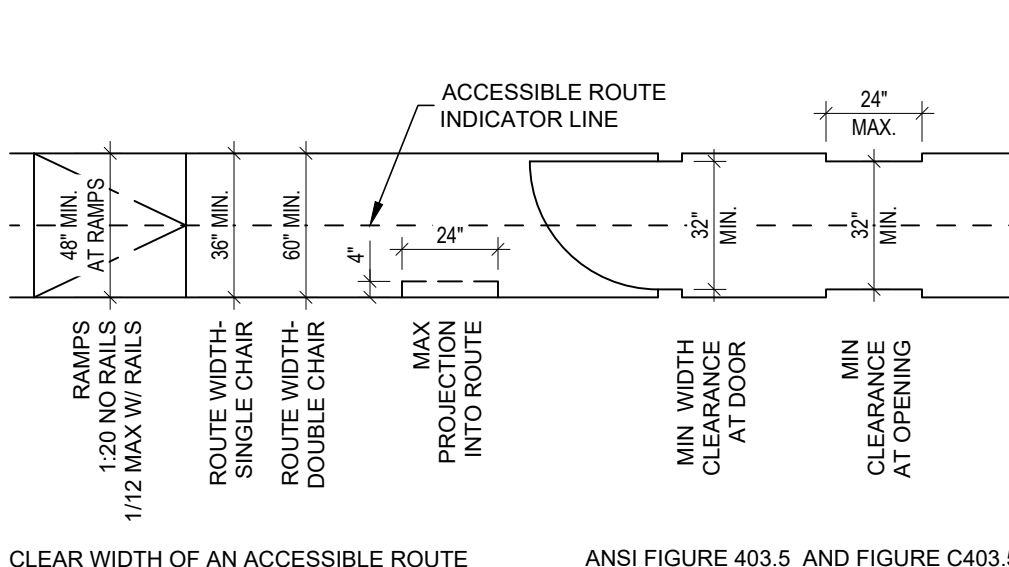 ACCESSIBLE ROUTE
INDICATOR LINE
24"
MAX.
48" MIN.
AT RAMPS
36" MIN.
60" MIN.
4"
24"
32"
MIN.
32"
MIN.
RAMPS
1:20 NO RAILS
1/12 MAX W/ RAILS
ROUTE WIDTH-
SINGLE CHAIR
ROUTE WIDTH-
DOUBLE CHAIR
MAX
PROJECTION
INTO ROUTE
MIN WIDTH
CLEARANCE
AT DOOR
MIN
CLEARANCE
AT OPENING
CLEAR WIDTH OF AN ACCESSIBLE ROUTE
ANSI FIGURE 403.5 AND FIGURE C403.5